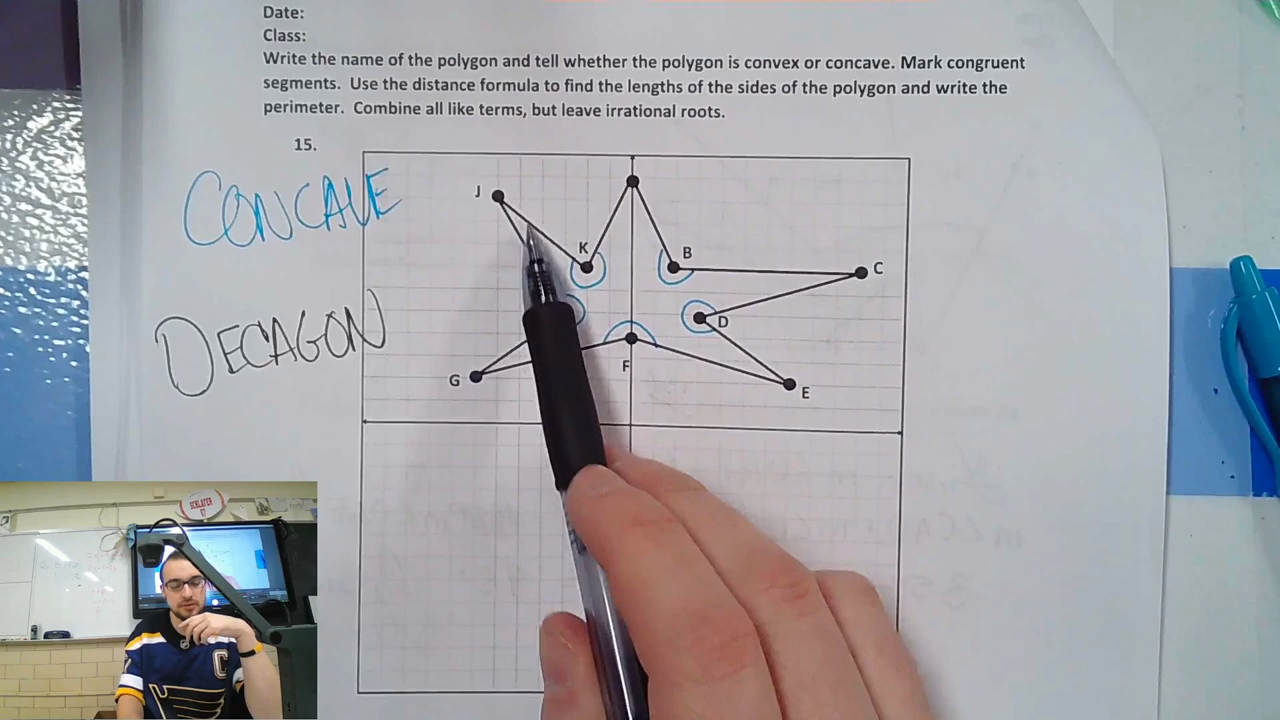 Date:
Class:
Write the name of the polygon and tell whether the polygon is convex or concave. Mark congruent
segments. Use the distance formula to find the lengths of the sides of the polygon and write the
perimeter. Combine all like terms, but leave irrational roots.
15.
CONCAVE
J
K
B
C
DECAGON
D
F
G
E
SCHLAFER
57
C